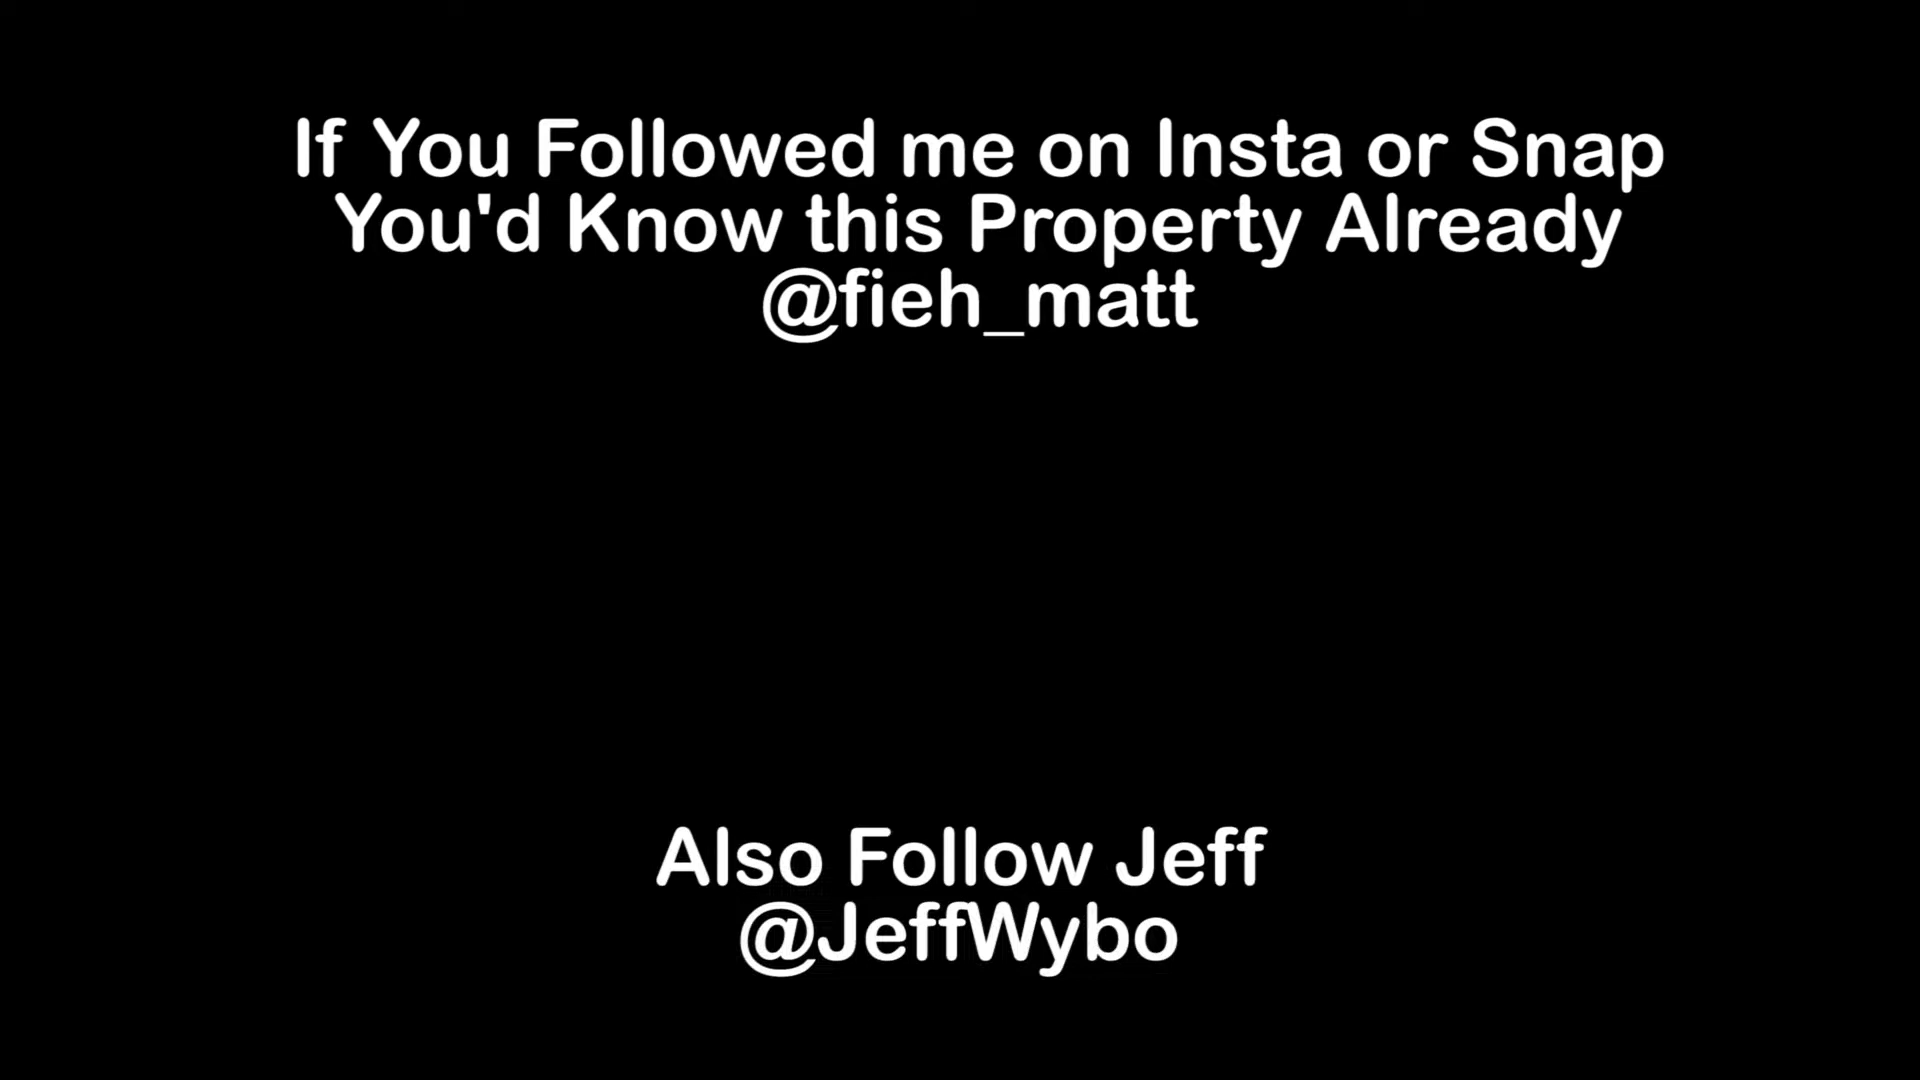 If You Followed me on Insta or Snap
You'd Know this Property Already
@fieh_matt
Also Follow Jeff
@JeffWybo